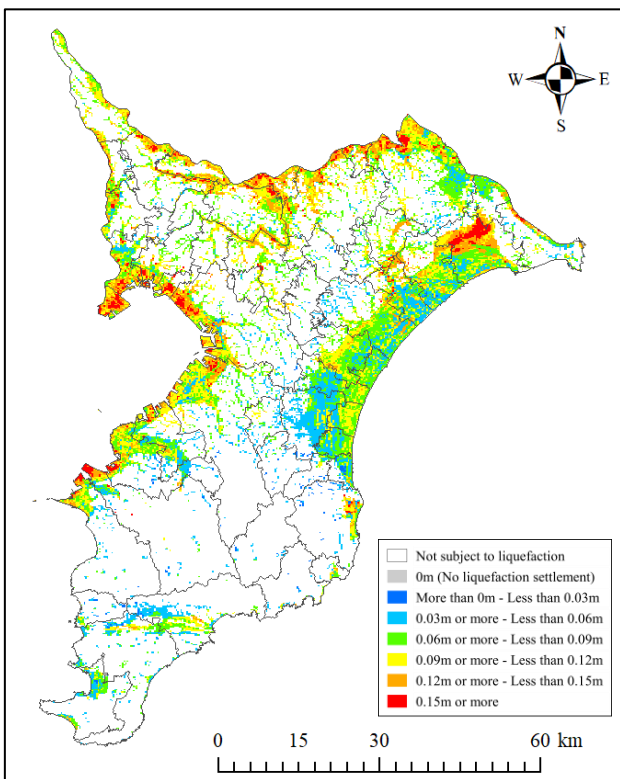 N
W E
S
Not subject to liquefaction
0m (No liquefaction settlement)
More than 0m - Less than 0.03m
0.03m or more - Less than 0.06m
0.06m or more - Less than 0.09m
0.09m or more - Less than 0.12m
0.12m or more - Less than 0.15m
0.15m or more
0 15 30 60 km